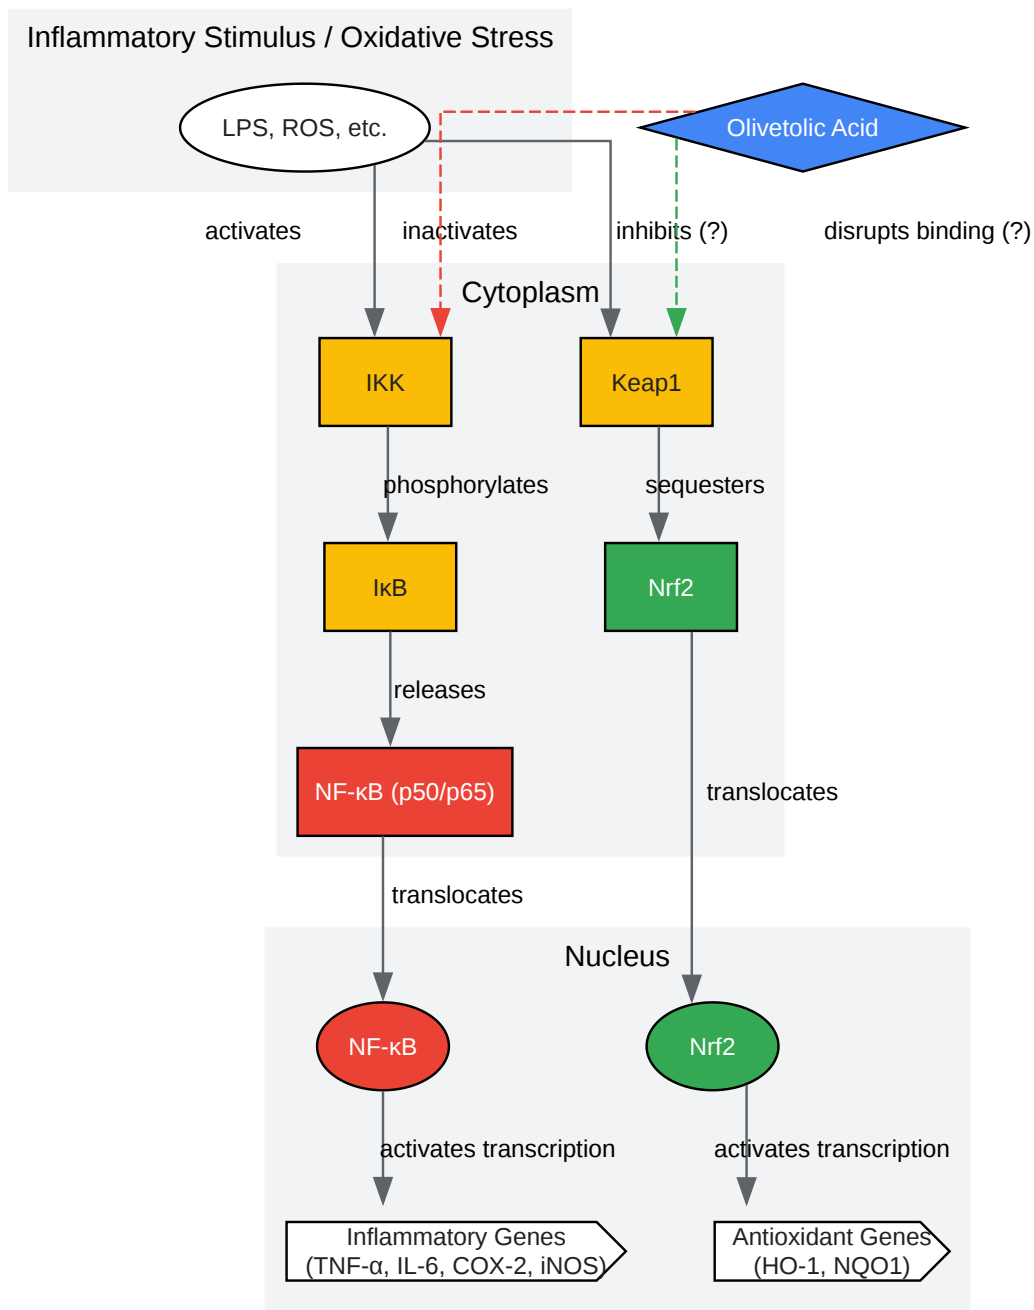 Inflammatory Stimulus / Oxidative Stress
LPS, ROS, etc.
Olivetolic Acid
activates
inactivates
inhibits (?)
disrupts binding (?)
Cytoplasm
IKK
Keap1
phosphorylates
sequesters
IκB
Nrf2
releases
NF-κB (p50/p65)
translocates
translocates
Nucleus
NF-κB
Nrf2
activates transcription
activates transcription
Inflammatory Genes
(TNF-α, IL-6, COX-2, iNOS)
Antioxidant Genes
(HO-1, NQO1)